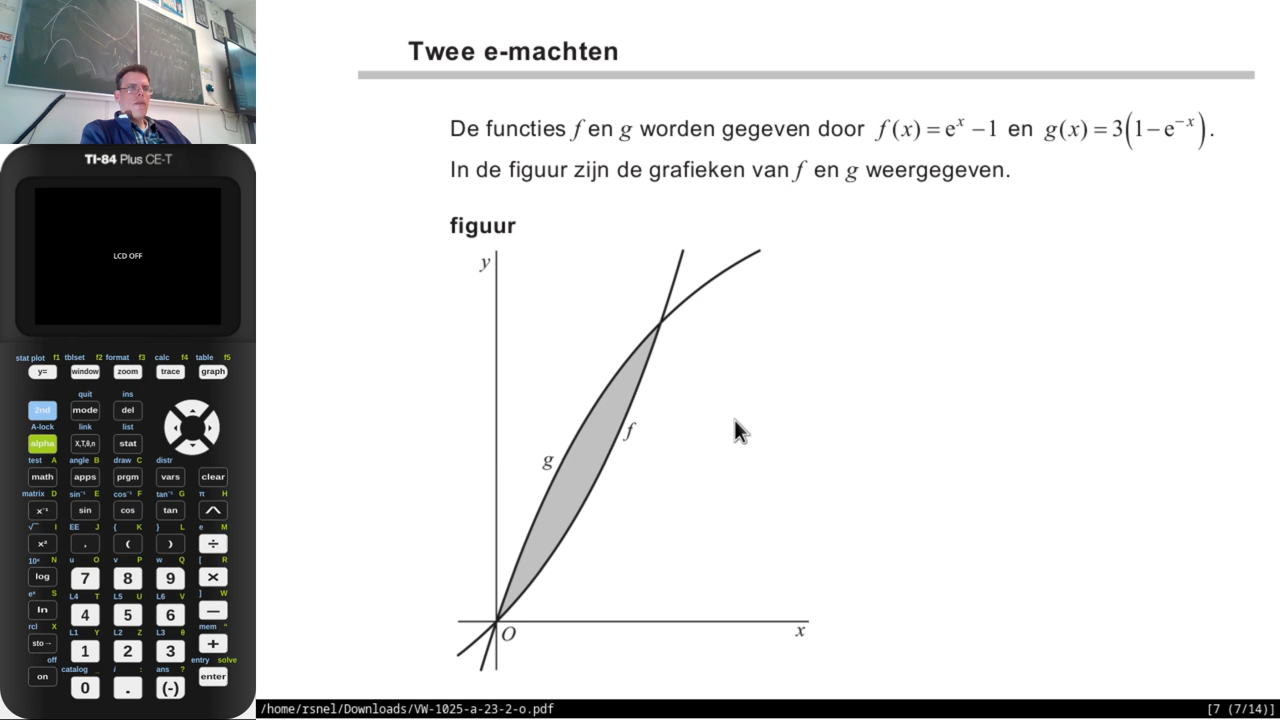 Twee e-machten
De functies f en g worden gegeven door f(x) = e^x − 1 en g(x) = 3(1 − e^−x).
In de figuur zijn de grafieken van f en g weergegeven.
figuur
y
g
f
O
x
TI-84 Plus CE-T
LCD OFF
stat plot f1 tblset f2 format f3 calc f4 table f5
y= window zoom trace graph
quit ins
2nd mode del
A-lock link list
alpha X,T,θ,n stat
test A angle B draw C distr
math apps prgm vars clear
matrix D sin⁻¹ E cos⁻¹ F tan⁻¹ G π H
x⁻¹ sin cos tan ^
√ I EE J { K } L e M
x² , ( ) ÷
10ˣ N u O v P w Q [ R
log 7 8 9 ×
eˣ S L4 T L5 U L6 V ] W
ln 4 5 6 —
rcl X L1 Y L2 Z L3 θ mem "
sto→ 1 2 3 +
off catalog _ i : ans ? entry solve
on 0 . (-) enter
/home/rsnel/Downloads/VW-1025-a-23-2-o.pdf [7 (7/14)]